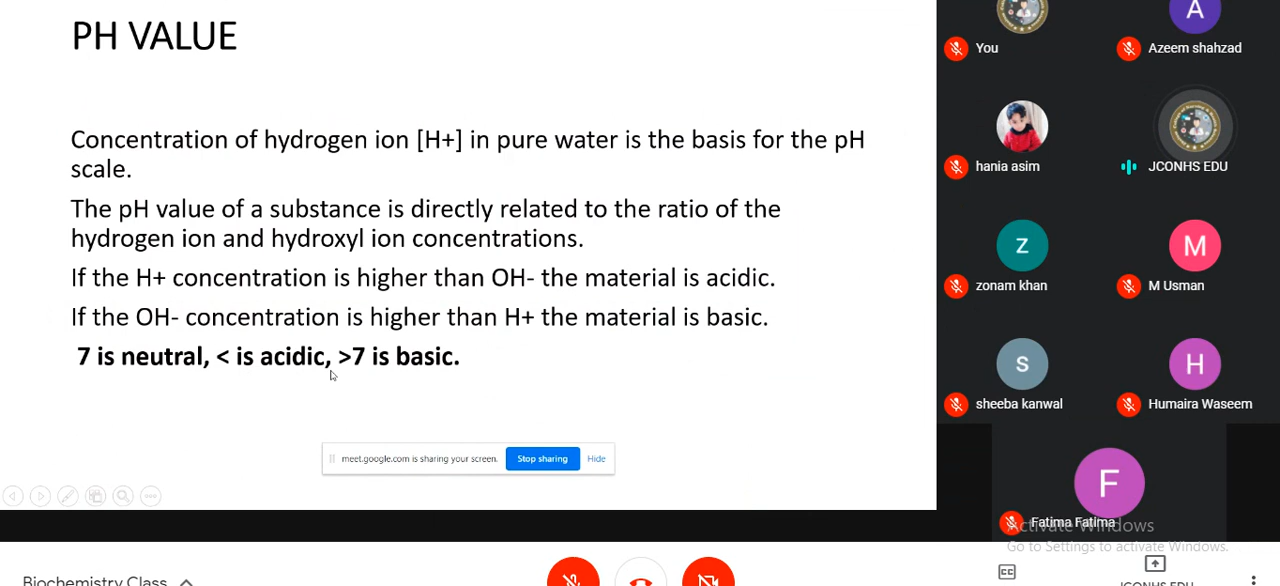 PH VALUE
Concentration of hydrogen ion [H+] in pure water is the basis for the pH
scale.
The pH value of a substance is directly related to the ratio of the
hydrogen ion and hydroxyl ion concentrations.
If the H+ concentration is higher than OH- the material is acidic.
If the OH- concentration is higher than H+ the material is basic.
7 is neutral, < is acidic, >7 is basic.
meet.google.com is sharing your screen.
Stop sharing
Hide
A
You
Azeem shahzad
hania asim
JCONHS EDU
z
M
zonam khan
M Usman
s
H
sheeba kanwal
Humaira Waseem
F
Fatima Fatima
Activate Windows
Go to Settings to activate Windows.
Biochemistry Class
CC
JCONHS EDU